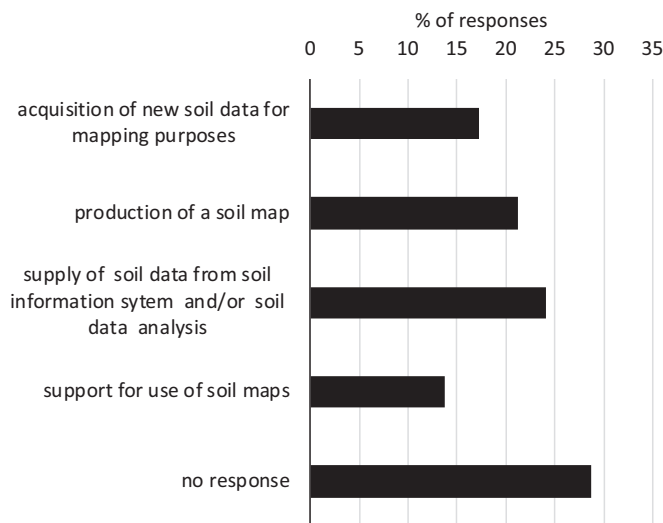 % of responses
0 5 10 15 20 25 30 35
acquisition of new soil data for
mapping purposes
production of a soil map
supply of soil data from soil
information sytem and/or soil
data analysis
support for use of soil maps
no response